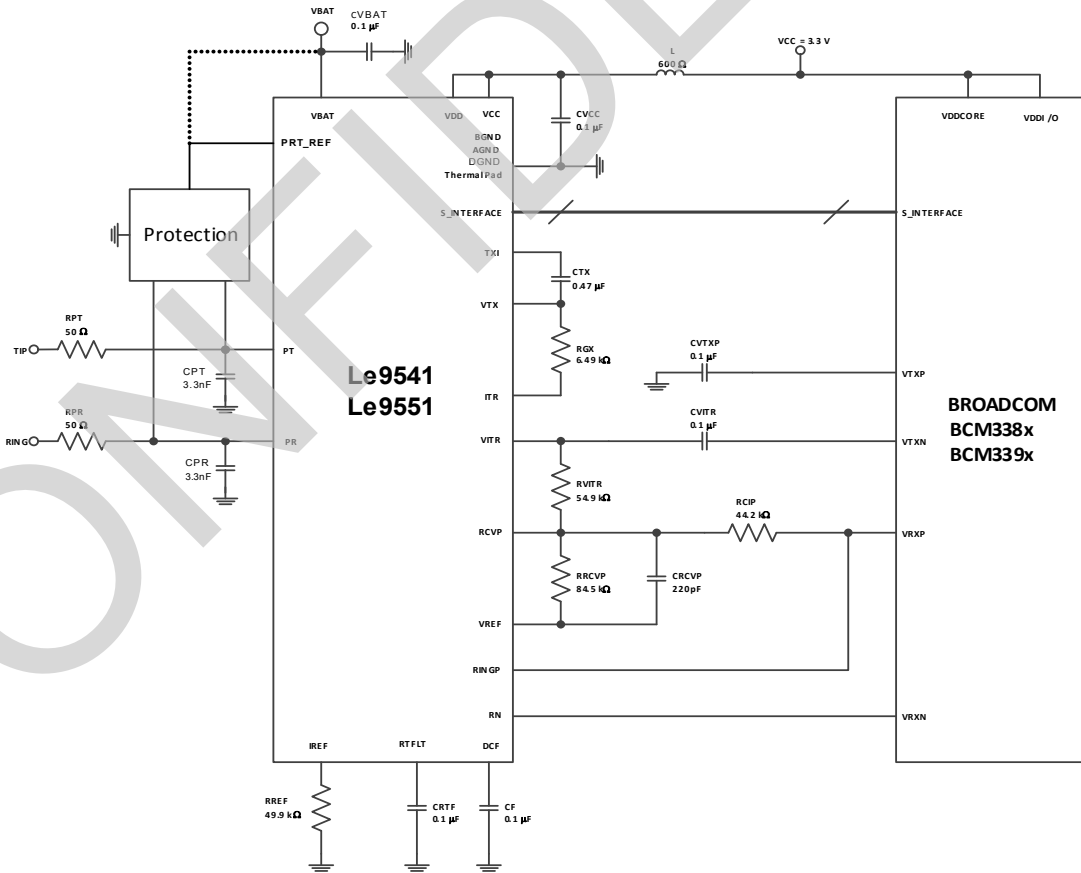 VBAT
cVBAT
0.1 µF
L
600 Ω
VCC = 3.3 V
VBAT
VDD
VCC
CVCC
0.1 µF
VDDCORE
VDDI /O
PRT_REF
BGND
AGND
DGND
ThermalPad
S_INTERFACE
S_INTERFACE
Protection
TXI
CTX
0.47 µF
VTX
RPT
50 Ω
TIP
PT
RGX
6.49 kΩ
CVTXP
0.1 µF
VTXP
CPT
3.3nF
Le9541
Le9551
ITR
BROADCOM
BCM338x
BCM339x
RPR
50 Ω
RING
PR
VITR
CVITR
0.1 µF
VTXN
CPR
3.3nF
RVITR
54.9 kΩ
RCIP
44.2 kΩ
RCVP
VRXP
RRCVP
84.5 kΩ
CRCVP
220pF
VREF
RINGP
RN
VRXN
IREF
RTFLT
DCF
RREF
49.9 kΩ
CRTF
0.1 µF
CF
0.1 µF